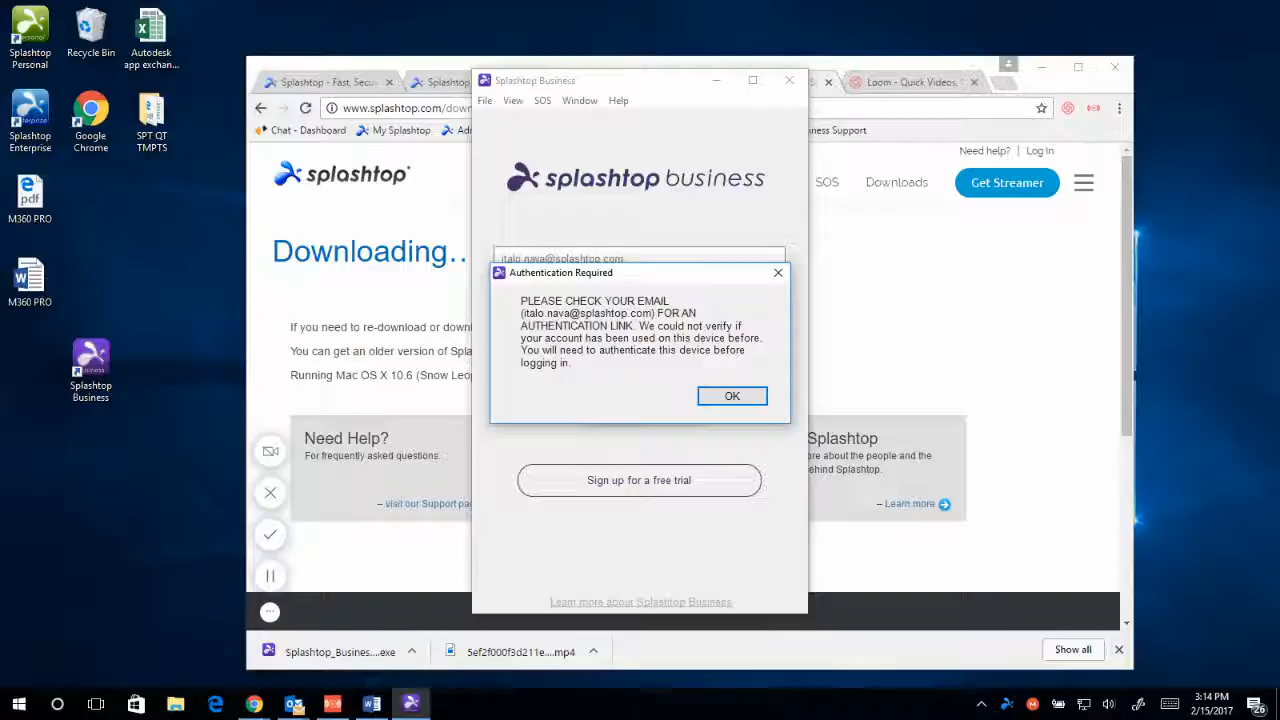 Splashtop
Personal
Recycle Bin
Autodesk
app exchan...
Splashtop
Enterprise
Google
Chrome
SPT QT
TMPTS
M360 PRO
M360 PRO
Splashtop
Business
Splashtop - Fast, Secu
Splashtop
Loom - Quick Videos,
www.splashtop.com/dow
Chat - Dashboard
My Splashtop
Add
ness Support
Need help? | Log In
splashtop
SOS
Downloads
Get Streamer
Downloading...
If you need to re-download or downl
You can get an older version of Spla
Running Mac OS X 10.6 (Snow Leop
Need Help?
For frequently asked questions.
– visit our Support pag
Splashtop
ore about the people and the
behind Splashtop.
– Learn more
Splashtop Business
File View SOS Window Help
splashtop business
italo.nava@splashtop.com
Authentication Required
PLEASE CHECK YOUR EMAIL
(italo.nava@splashtop.com) FOR AN
AUTHENTICATION LINK. We could not verify if
your account has been used on this device before.
You will need to authenticate this device before
logging in.
OK
Sign up for a free trial
Learn more about Splashtop Business.
Splashtop_Busines....exe
5ef2f000f3d211e....mp4
Show all
3:14 PM
2/15/2017